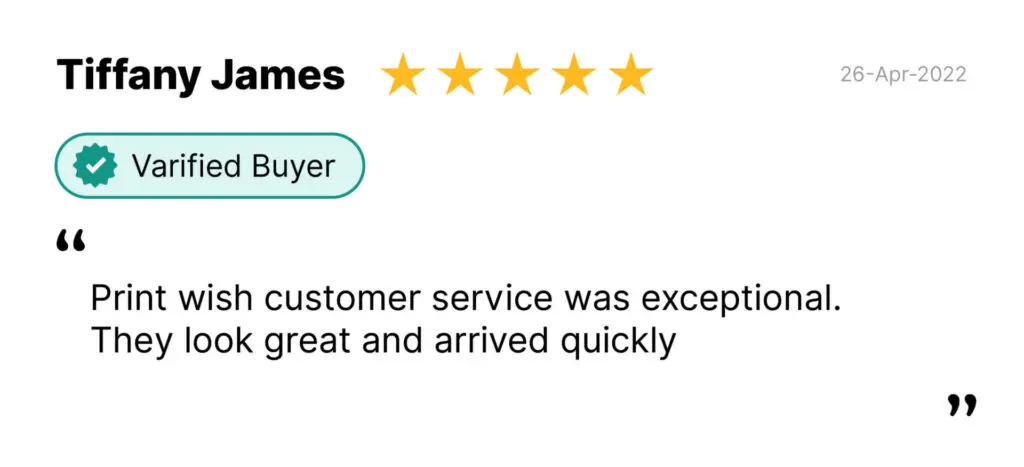 Tiffany James 26-Apr-2022
Varified Buyer
“
Print wish customer service was exceptional.
They look great and arrived quickly
”